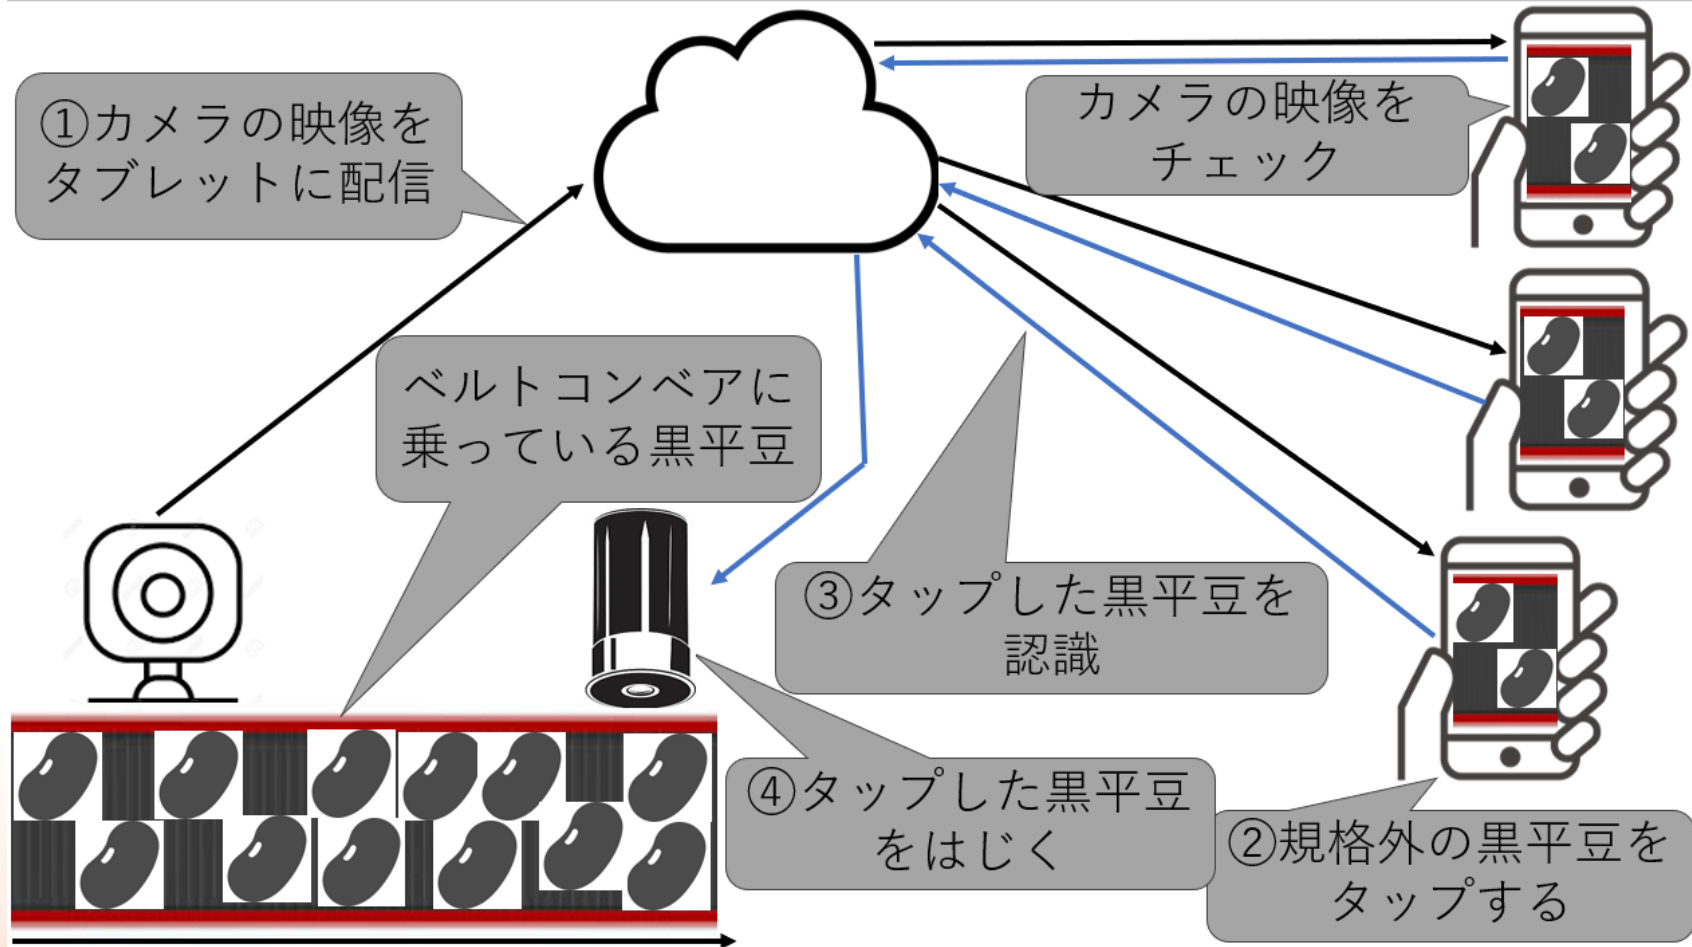 ①カメラの映像を
タブレットに配信
カメラの映像を
チェック
ベルトコンベアに
乗っている黒平豆
③タップした黒平豆を
認識
④タップした黒平豆
をはじく
②規格外の黒平豆を
タップする